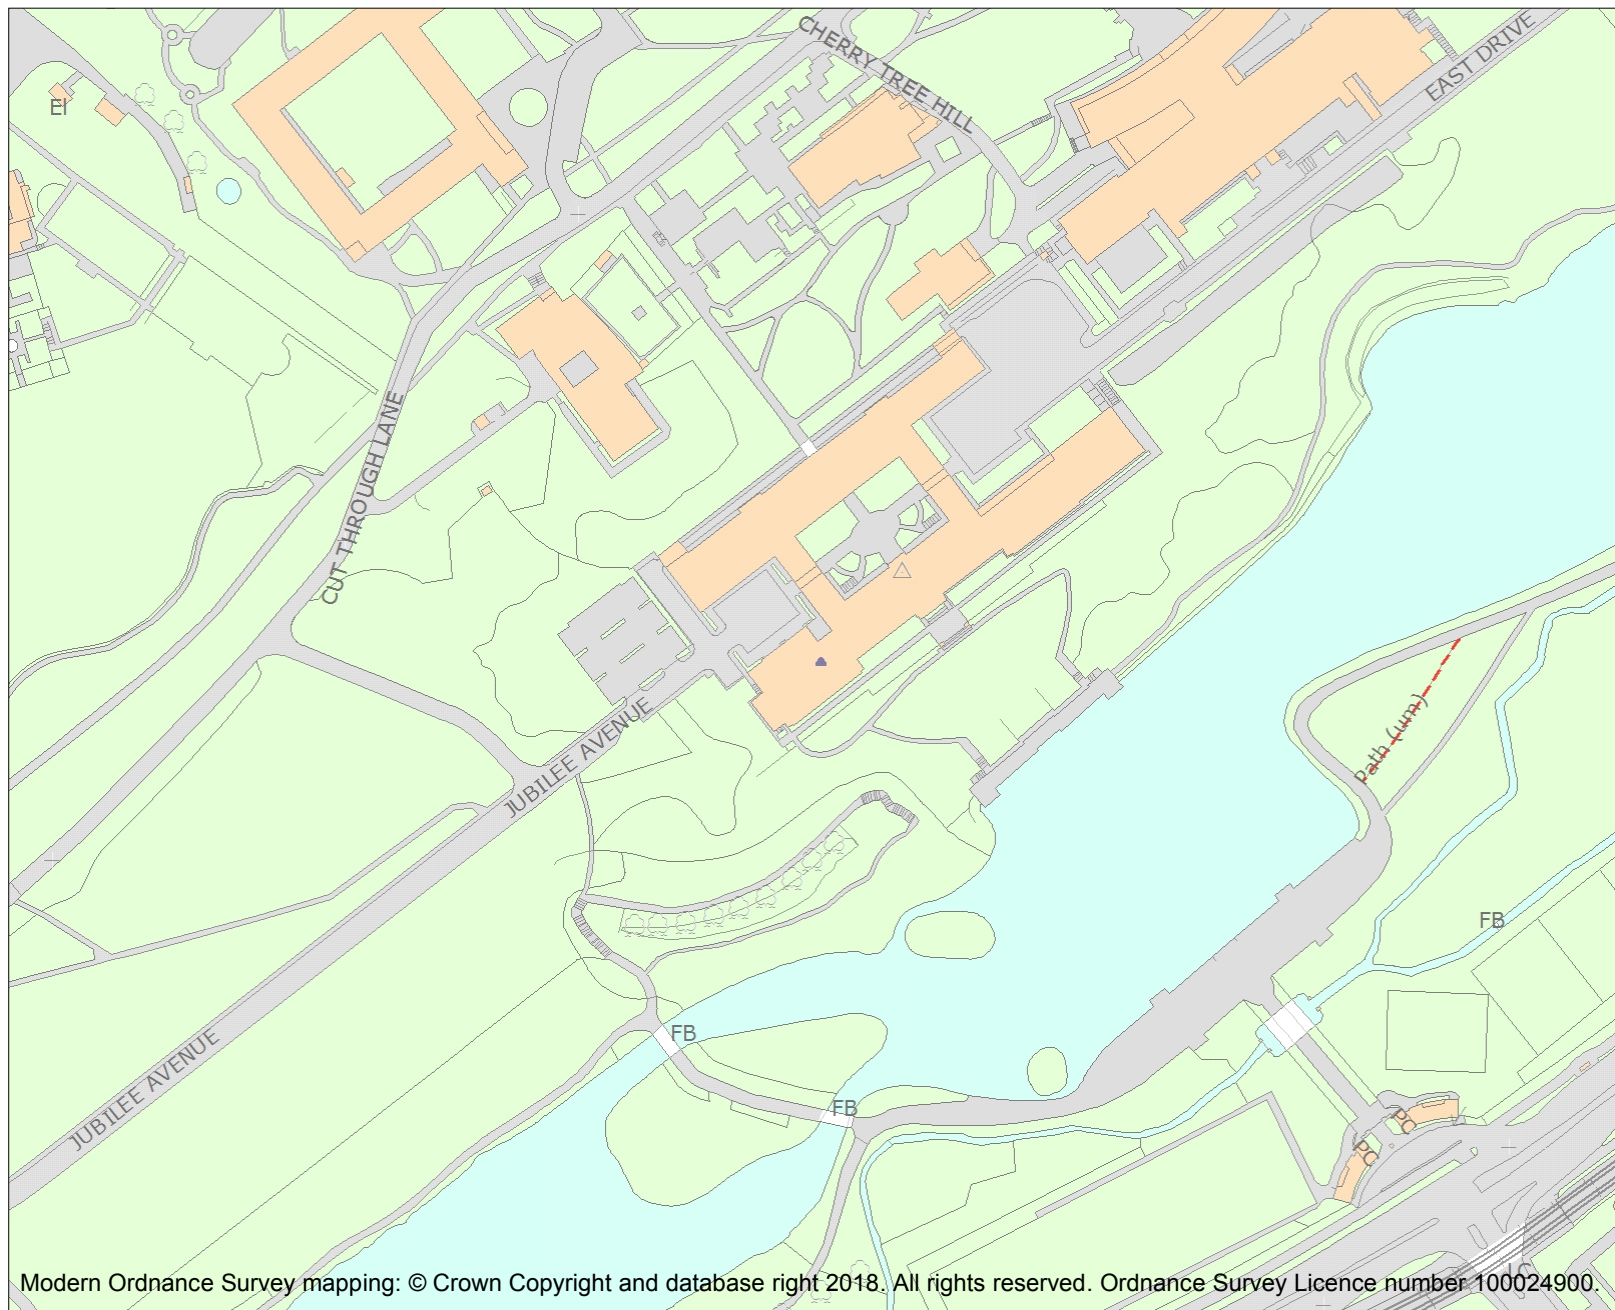 CHERRY TREE HILL
EAST DRIVE
El
CUT THROUGH LANE
Path (um)
JUBILEE AVENUE
FB
FB
JUBILEE AVENUE
FB
PC
PC
LC
Modern Ordnance Survey mapping: © Crown Copyright and database right 2018. All rights reserved. Ordnance Survey Licence number 100024900.